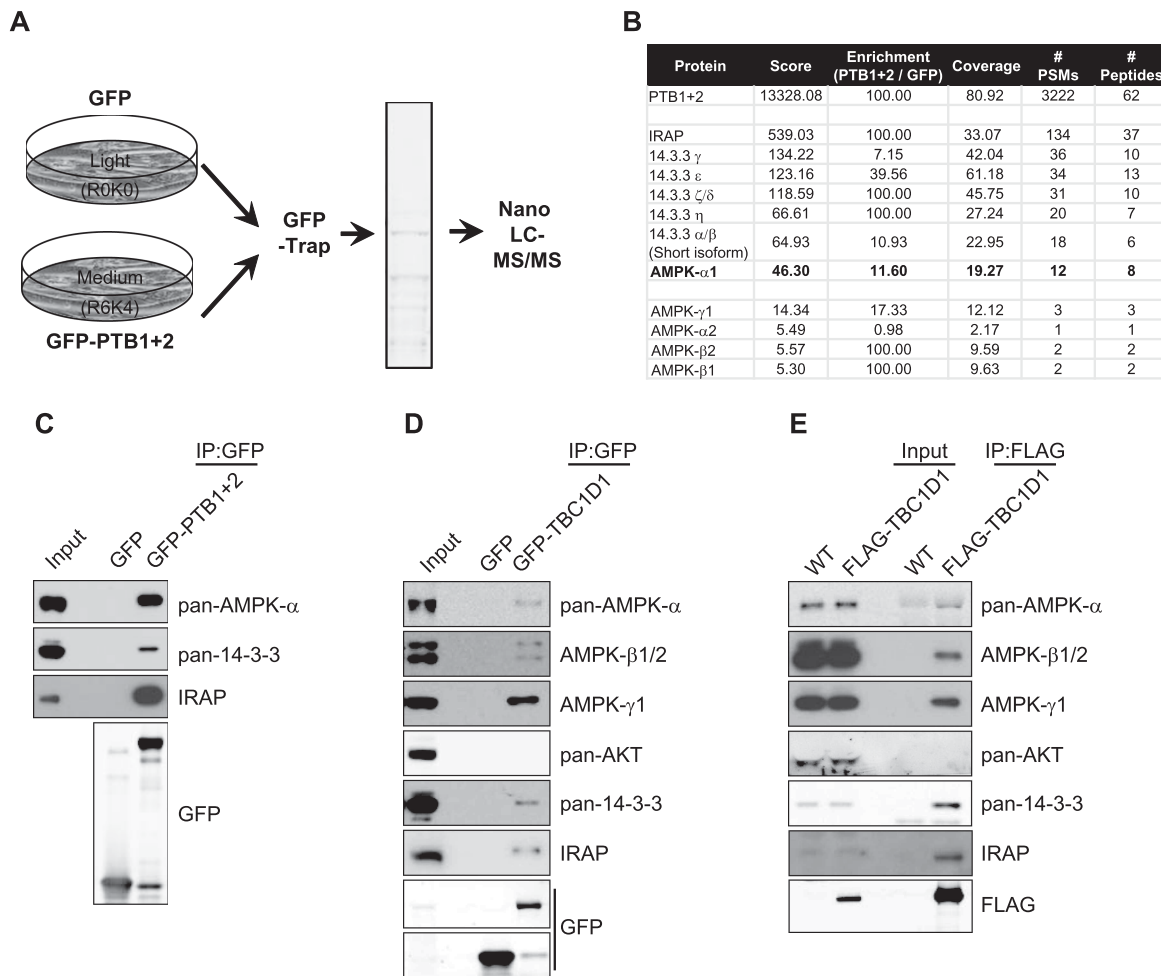 A
GFP
Light
(R0K0)
Medium
(R6K4)
GFP-PTB1+2
GFP
-Trap
Nano
LC-
MS/MS
B
Protein Score Enrichment (PTB1+2 / GFP) Coverage # PSMs # Peptides
PTB1+2 13328.08 100.00 80.92 3222 62
IRAP 539.03 100.00 33.07 134 37
14.3.3 γ 134.22 7.15 42.04 36 10
14.3.3 ε 123.16 39.56 61.18 34 13
14.3.3 ζ/δ 118.59 100.00 45.75 31 10
14.3.3 η 66.61 100.00 27.24 20 7
14.3.3 α/β (Short isoform) 64.93 10.93 22.95 18 6
AMPK-α1 46.30 11.60 19.27 12 8
AMPK-γ1 14.34 17.33 12.12 3 3
AMPK-α2 5.49 0.98 2.17 1 1
AMPK-β2 5.57 100.00 9.59 2 2
AMPK-β1 5.30 100.00 9.63 2 2
C
IP:GFP
Input GFP GFP-PTB1+2
pan-AMPK-α
pan-14-3-3
IRAP
GFP
D
IP:GFP
Input GFP GFP-TBC1D1
pan-AMPK-α
AMPK-β1/2
AMPK-γ1
pan-AKT
pan-14-3-3
IRAP
GFP
E
Input IP:FLAG
WT FLAG-TBC1D1 WT FLAG-TBC1D1
pan-AMPK-α
AMPK-β1/2
AMPK-γ1
pan-AKT
pan-14-3-3
IRAP
FLAG